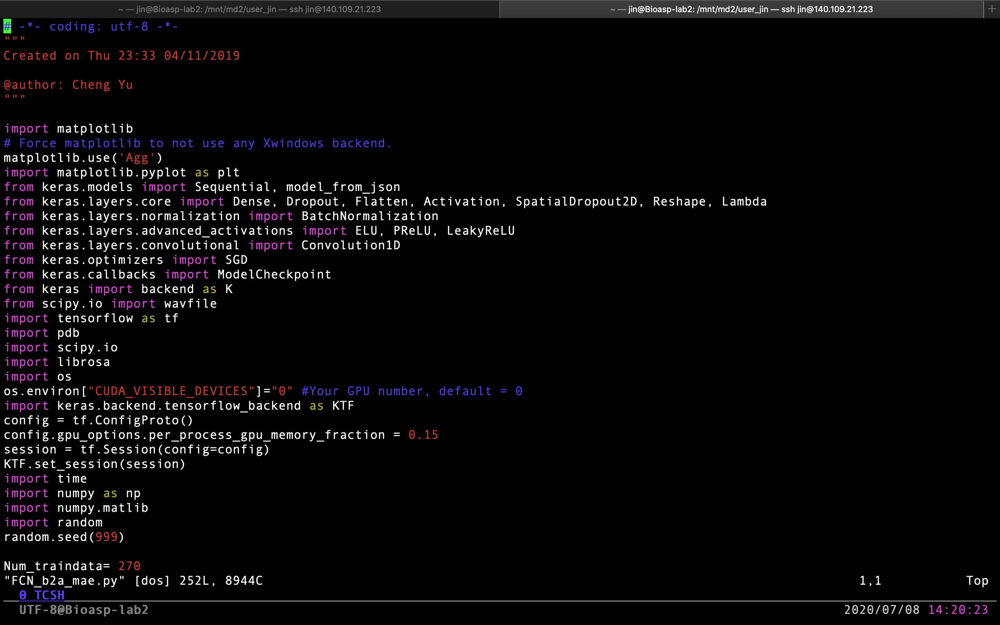 ~ — jin@Bioasp-lab2: /mnt/md2/user_jin — ssh jin@140.109.21.223
~ — jin@Bioasp-lab2: /mnt/md2/user_jin — ssh jin@140.109.21.223
+
# -*- coding: utf-8 -*-
"""
Created on Thu 23:33 04/11/2019

@author: Cheng Yu
"""

import matplotlib
# Force matplotlib to not use any Xwindows backend.
matplotlib.use('Agg')
import matplotlib.pyplot as plt
from keras.models import Sequential, model_from_json
from keras.layers.core import Dense, Dropout, Flatten, Activation, SpatialDropout2D, Reshape, Lambda
from keras.layers.normalization import BatchNormalization
from keras.layers.advanced_activations import ELU, PReLU, LeakyReLU
from keras.layers.convolutional import Convolution1D
from keras.optimizers import SGD
from keras.callbacks import ModelCheckpoint
from keras import backend as K
from scipy.io import wavfile
import tensorflow as tf
import pdb
import scipy.io
import librosa
import os
os.environ["CUDA_VISIBLE_DEVICES"]="0" #Your GPU number, default = 0
import keras.backend.tensorflow_backend as KTF
config = tf.ConfigProto()
config.gpu_options.per_process_gpu_memory_fraction = 0.15
session = tf.Session(config=config)
KTF.set_session(session)
import time
import numpy as np
import numpy.matlib
import random
random.seed(999)

Num_traindata= 270
"FCN_b2a_mae.py" [dos] 252L, 8944C 1,1 Top
0 TCSH
UTF-8@Bioasp-lab2 2020/07/08 14:20:23